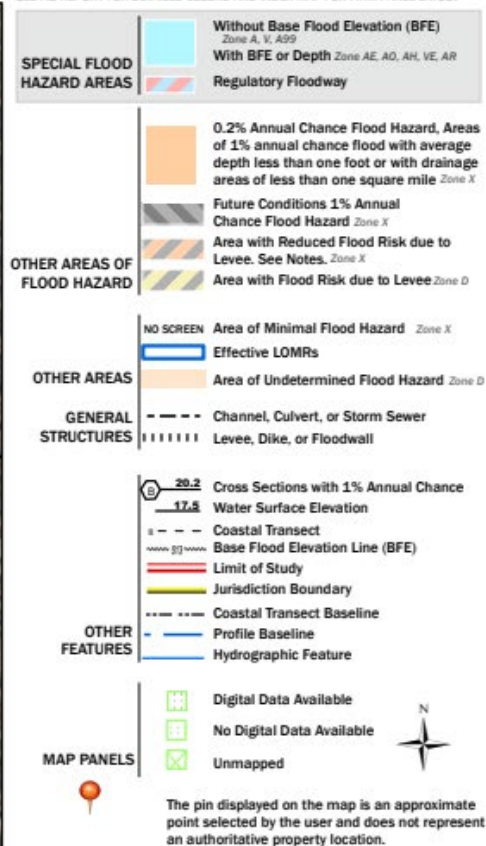 SPECIAL FLOOD
HAZARD AREAS
Without Base Flood Elevation (BFE)
Zone A, V, A99
With BFE or Depth Zone AE, AO, AH, VE, AR
Regulatory Floodway
OTHER AREAS OF
FLOOD HAZARD
0.2% Annual Chance Flood Hazard, Areas
of 1% annual chance flood with average
depth less than one foot or with drainage
areas of less than one square mile Zone X
Future Conditions 1% Annual
Chance Flood Hazard Zone X
Area with Reduced Flood Risk due to
Levee. See Notes. Zone X
Area with Flood Risk due to Levee Zone D
OTHER AREAS
NO SCREEN Area of Minimal Flood Hazard Zone X
Effective LOMRs
Area of Undetermined Flood Hazard Zone D
GENERAL
STRUCTURES
Channel, Culvert, or Storm Sewer
Levee, Dike, or Floodwall
OTHER
FEATURES
B 20.2 Cross Sections with 1% Annual Chance
17.5 Water Surface Elevation
8 Coastal Transect
513 Base Flood Elevation Line (BFE)
Limit of Study
Jurisdiction Boundary
Coastal Transect Baseline
Profile Baseline
Hydrographic Feature
MAP PANELS
Digital Data Available
No Digital Data Available
Unmapped
N
The pin displayed on the map is an approximate
point selected by the user and does not represent
an authoritative property location.